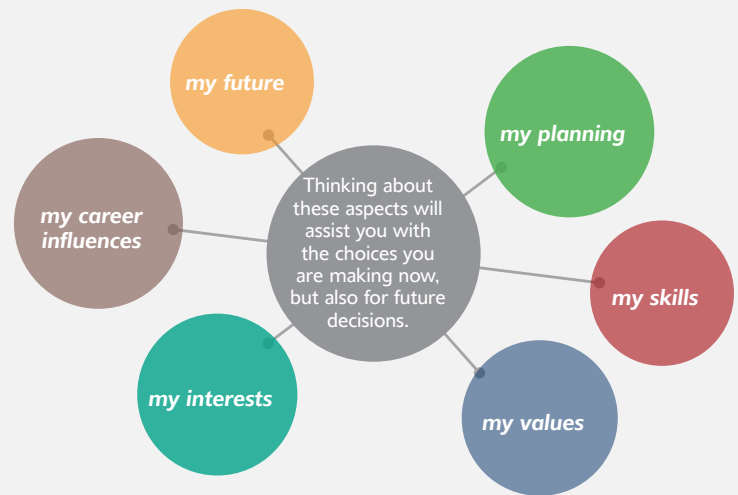 my future
my planning
my career
influences
Thinking about
these aspects will
assist you with
the choices you
are making now,
but also for future
decisions.
my skills
my interests
my values